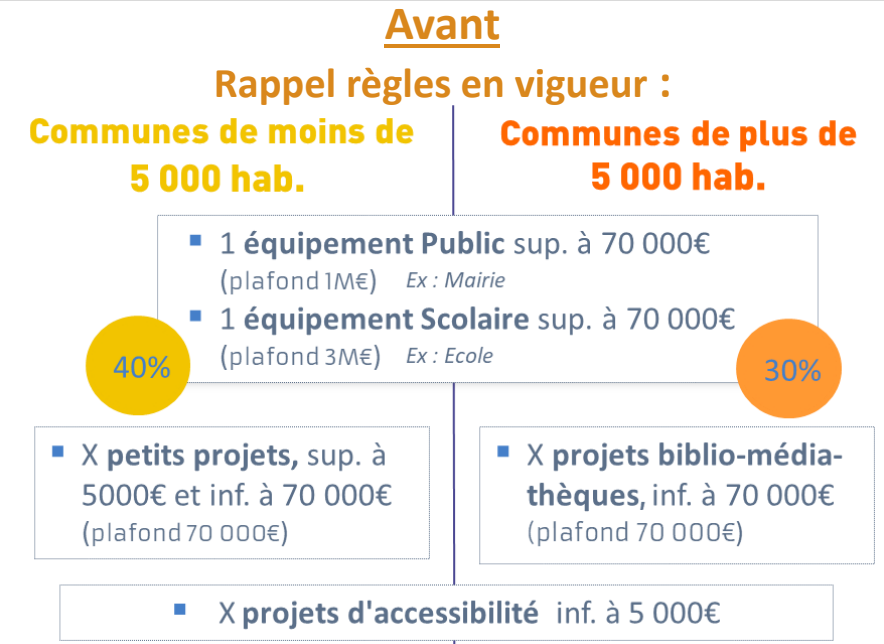 Avant
Rappel règles en vigueur :
Communes de moins de
5 000 hab.
Communes de plus de
5 000 hab.
▪ 1 équipement Public sup. à 70 000€
(plafond 1M€) Ex : Mairie
▪ 1 équipement Scolaire sup. à 70 000€
(plafond 3M€) Ex : Ecole
40%
30%
▪ X petits projets, sup. à
5000€ et inf. à 70 000€
(plafond 70 000€)
▪ X projets biblio-média-
thèques, inf. à 70 000€
(plafond 70 000€)
▪ X projets d'accessibilité inf. à 5 000€